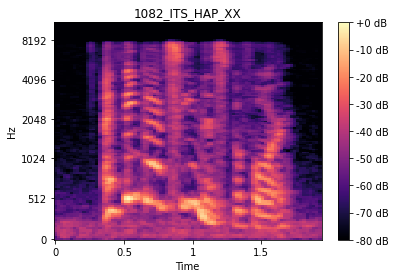 1082_ITS_HAP_XX
+0 dB
8192
-10 dB
4096
-20 dB
-30 dB
2048
Hz
-40 dB
1024
-50 dB
512
-60 dB
-70 dB
0
-80 dB
0
0.5
1
1.5
Time